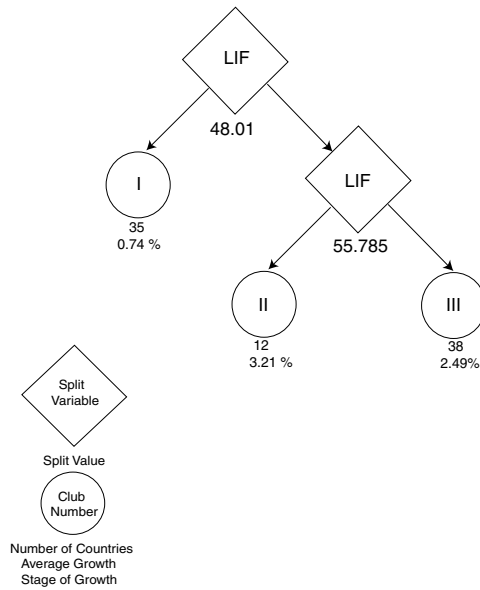 LIF
48.01
I
35
0.74 %
LIF
55.785
II
12
3.21 %
III
38
2.49%
Split
Variable
Split Value
Club
Number
Number of Countries
Average Growth
Stage of Growth